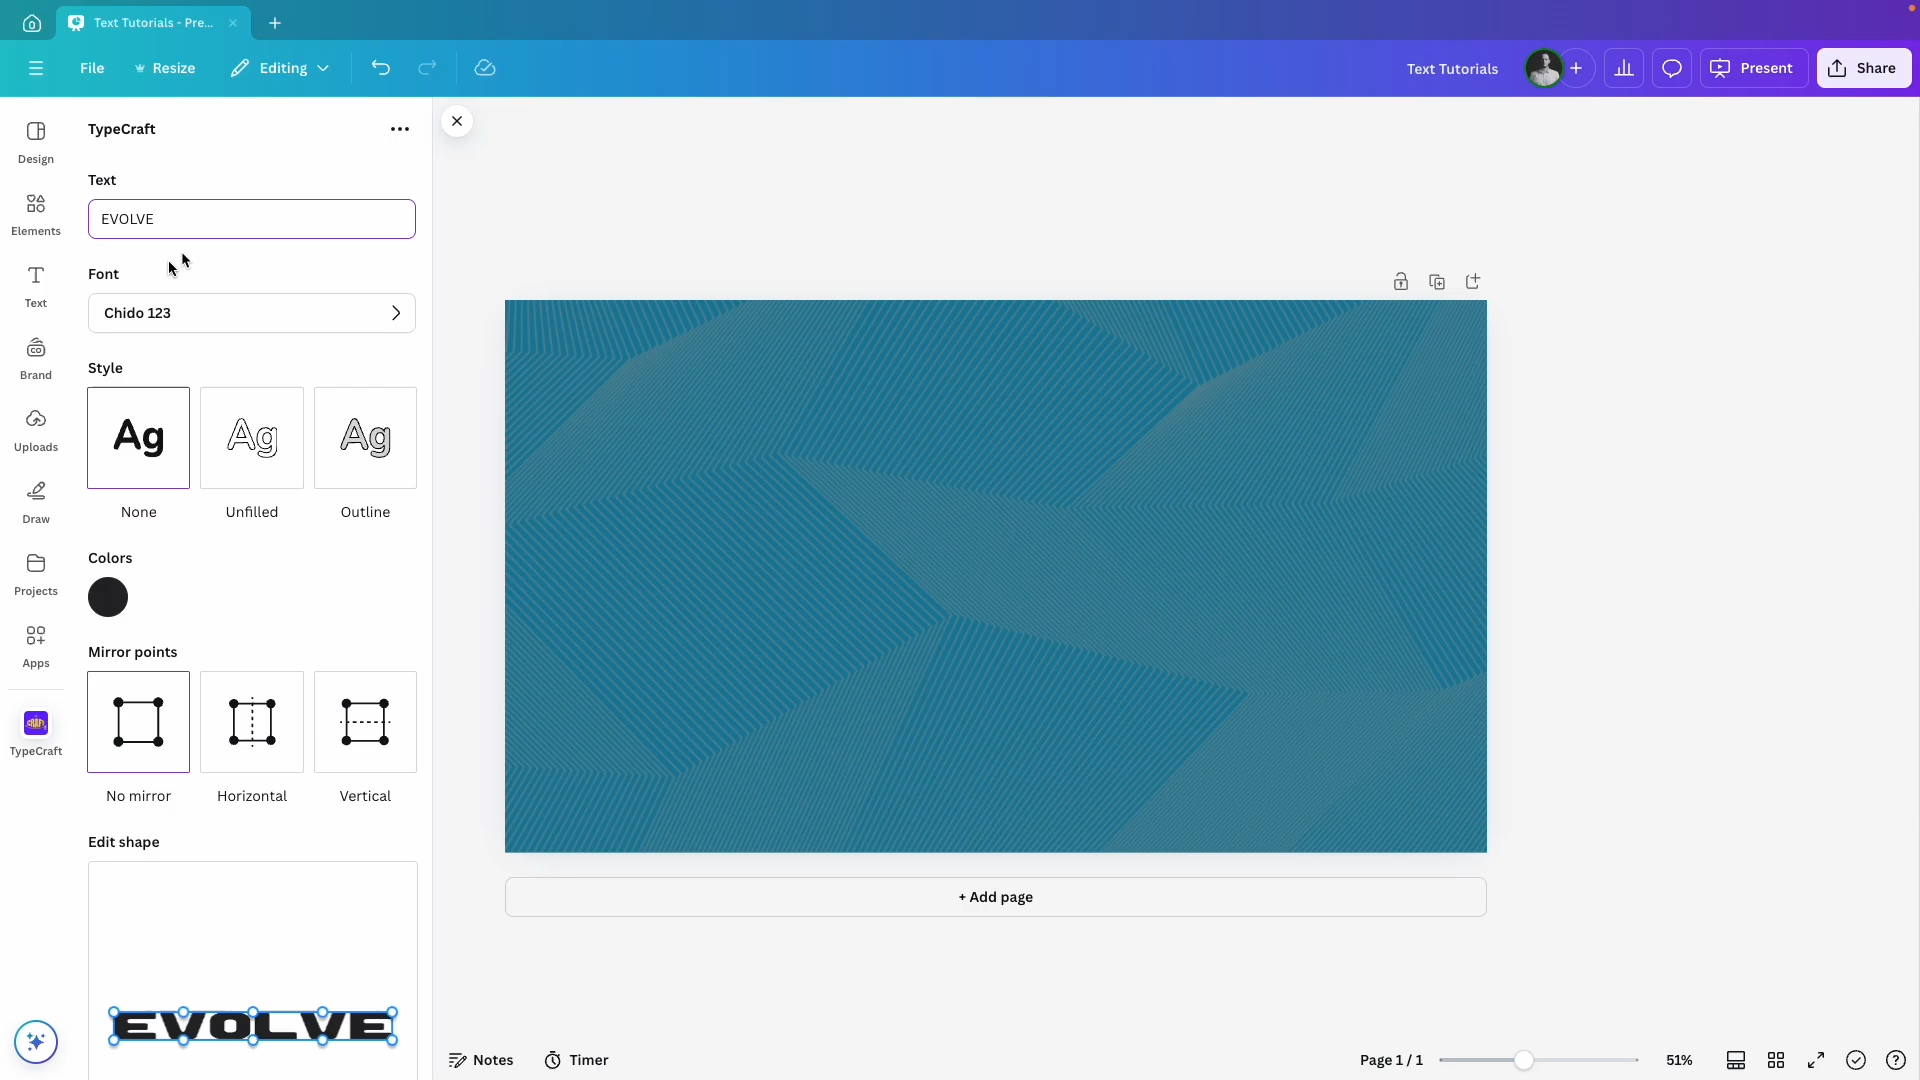 Text Tutorials - Pre...
File
Resize
Editing
Text Tutorials
Present
Share
Design
Elements
Text
Brand
Uploads
Draw
Projects
Apps
TypeCraft
TypeCraft
Text
EVOLVE
Font
Chido 123
Style
Ag Ag Ag
None Unfilled Outline
Colors
Mirror points
No mirror Horizontal Vertical
Edit shape
EVOLVE
+ Add page
Notes
Timer
Page 1 / 1
51%